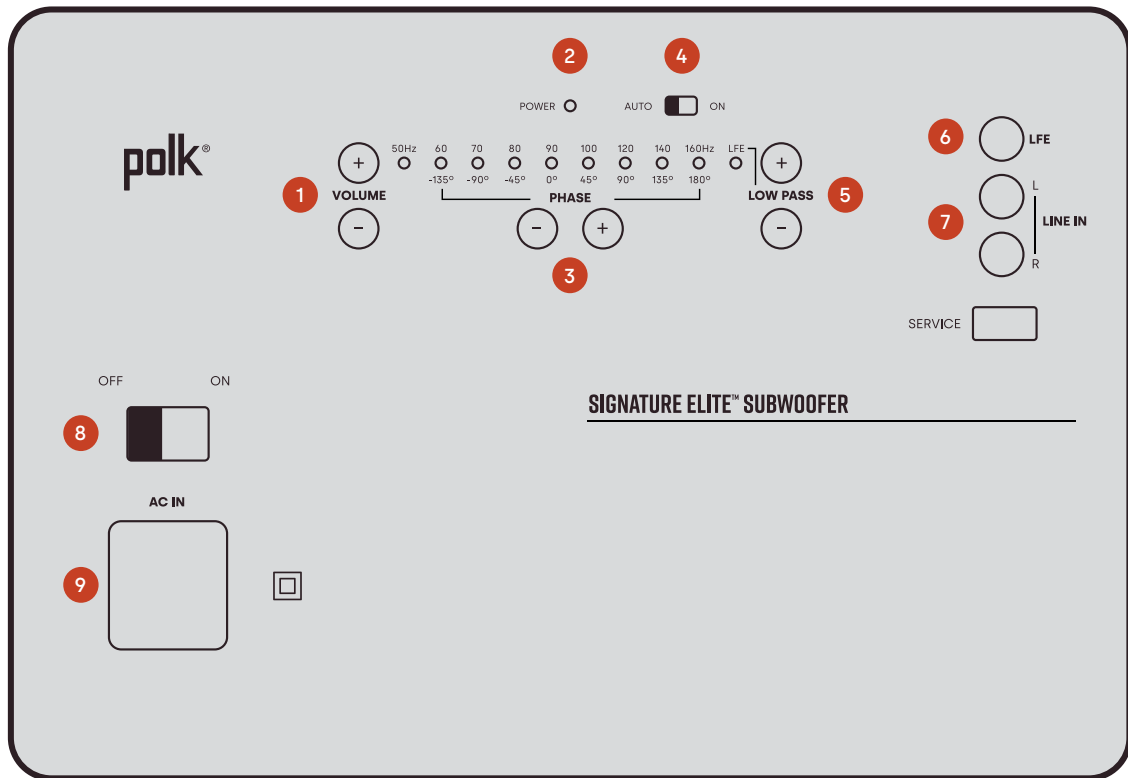 2
4
POWER
AUTO
ON
polk®
50Hz 60 70 80 90 100 120 140 160Hz LFE
-135° -90° -45° 0° 45° 90° 135° 180°
+
+
1
VOLUME
PHASE
LOW PASS
5
−
− +
−
3
6
LFE
L
7
LINE IN
R
SERVICE
OFF
ON
8
SIGNATURE ELITE™ SUBWOOFER
AC IN
9